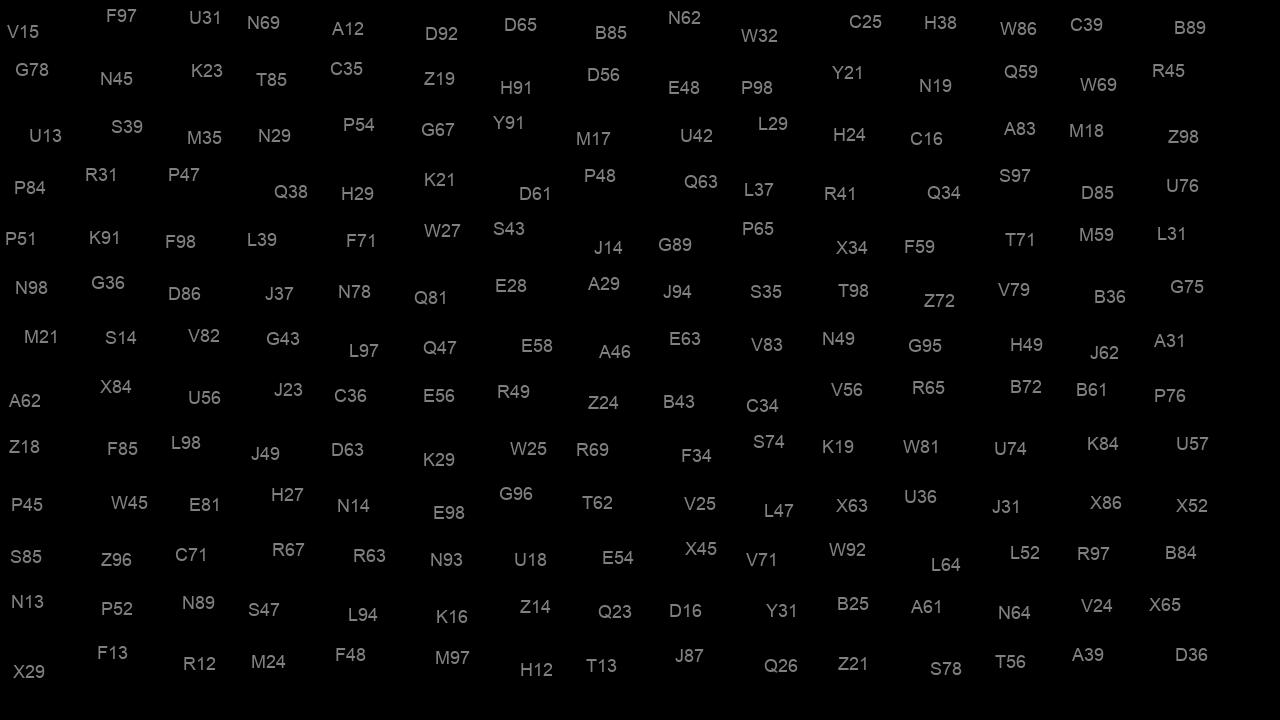 V15 F97 U31 N69 A12 D92 D65 B85 N62 W32 C25 H38 W86 C39 B89
G78 N45 K23 T85 C35 Z19 H91 D56 E48 P98 Y21 N19 Q59 W69 R45
U13 S39 M35 N29 P54 G67 Y91 M17 U42 L29 H24 C16 A83 M18 Z98
P84 R31 P47 Q38 H29 K21 D61 P48 Q63 L37 R41 Q34 S97 D85 U76
P51 K91 F98 L39 F71 W27 S43 J14 G89 P65 X34 F59 T71 M59 L31
N98 G36 D86 J37 N78 Q81 E28 A29 J94 S35 T98 Z72 V79 B36 G75
M21 S14 V82 G43 L97 Q47 E58 A46 E63 V83 N49 G95 H49 J62 A31
A62 X84 U56 J23 C36 E56 R49 Z24 B43 C34 V56 R65 B72 B61 P76
Z18 F85 L98 J49 D63 K29 W25 R69 F34 S74 K19 W81 U74 K84 U57
P45 W45 E81 H27 N14 E98 G96 T62 V25 L47 X63 U36 J31 X86 X52
S85 Z96 C71 R67 R63 N93 U18 E54 X45 V71 W92 L64 L52 R97 B84
N13 P52 N89 S47 L94 K16 Z14 Q23 D16 Y31 B25 A61 N64 V24 X65
X29 F13 R12 M24 F48 M97 H12 T13 J87 Q26 Z21 S78 T56 A39 D36